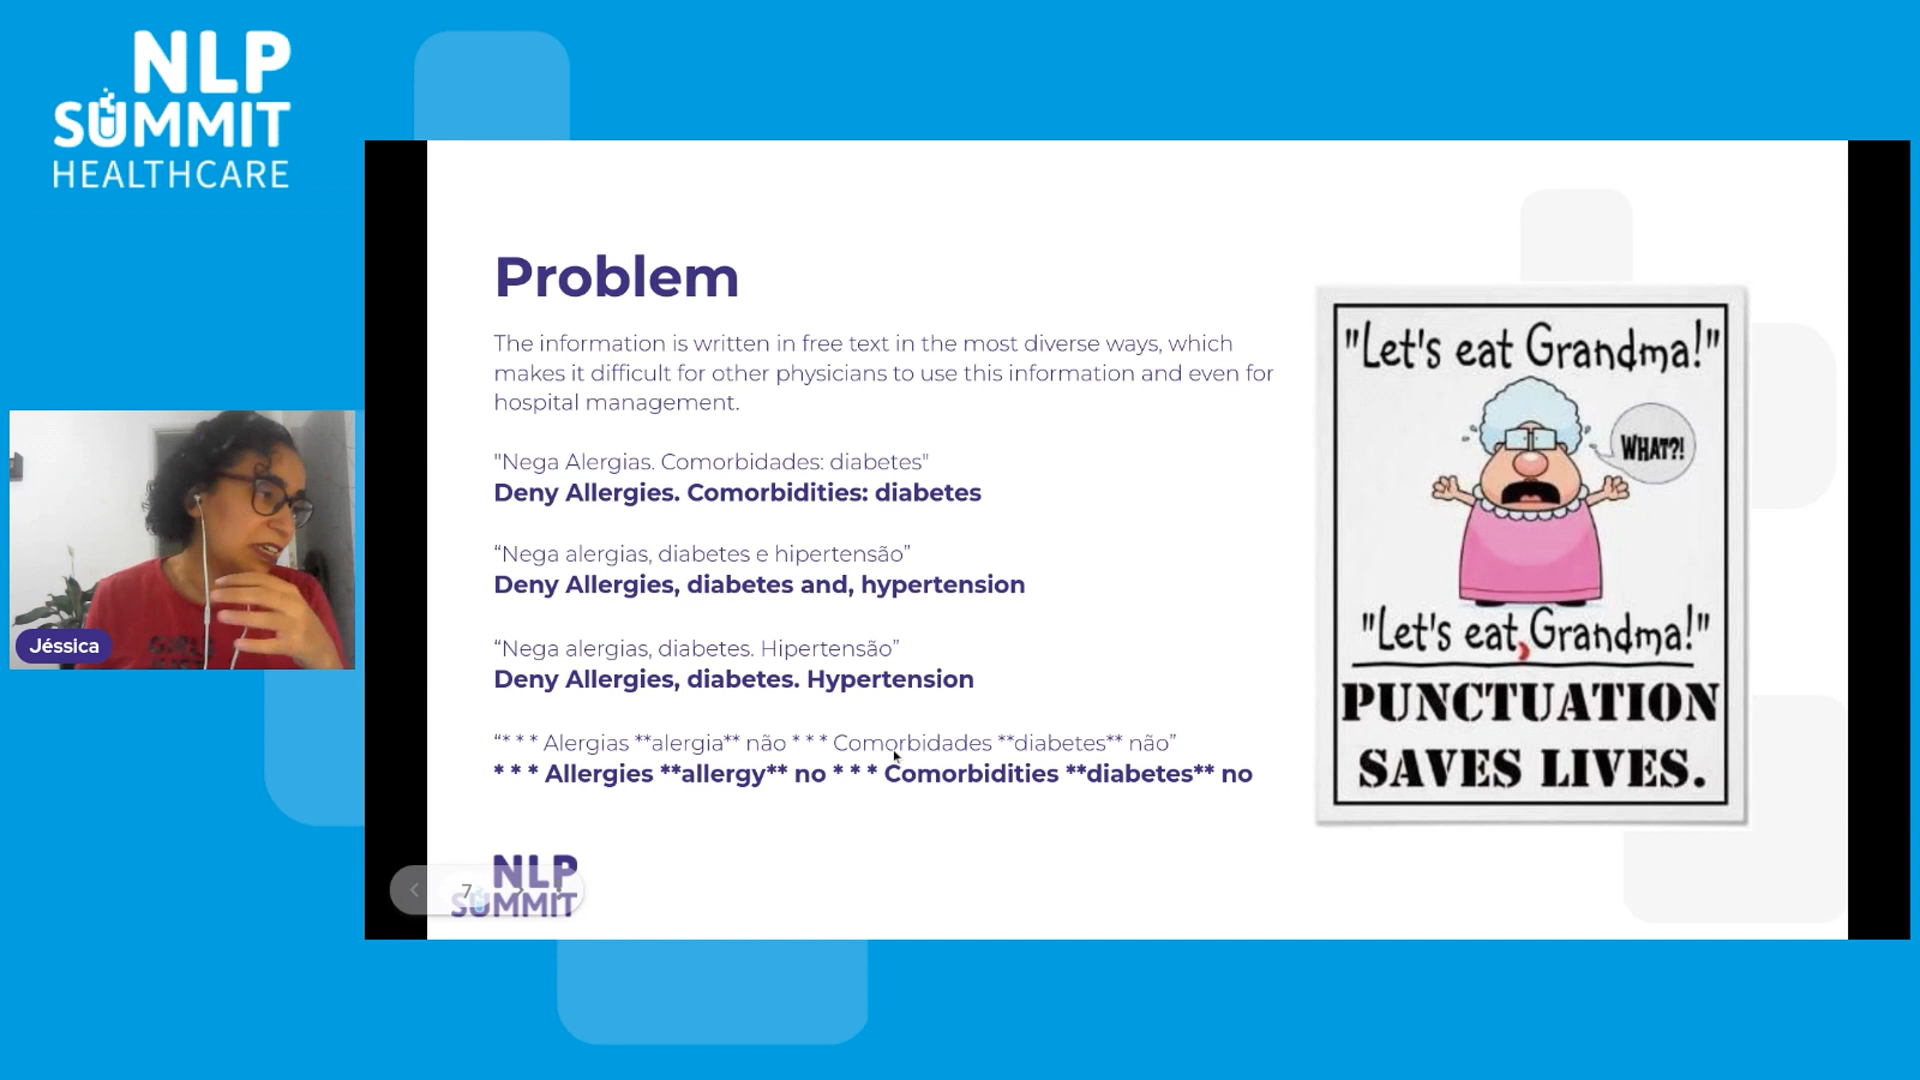 NLP
SUMMIT
HEALTHCARE
Problem
The information is written in free text in the most diverse ways, which
makes it difficult for other physicians to use this information and even for
hospital management.
"Nega Alergias. Comorbidades: diabetes"
Deny Allergies. Comorbidities: diabetes
“Nega alergias, diabetes e hipertensão”
Deny Allergies, diabetes and, hypertension
“Nega alergias, diabetes. Hipertensão”
Deny Allergies, diabetes. Hypertension
“* * * Alergias **alergia** não * * * Comorbidades **diabetes** não”
* * * Allergies **allergy** no * * * Comorbidities **diabetes** no
"Let's eat Grandma!"
WHAT?!
"Let's eat, Grandma!"
PUNCTUATION
SAVES LIVES.
Jéssica
7
NLP
SUMMIT